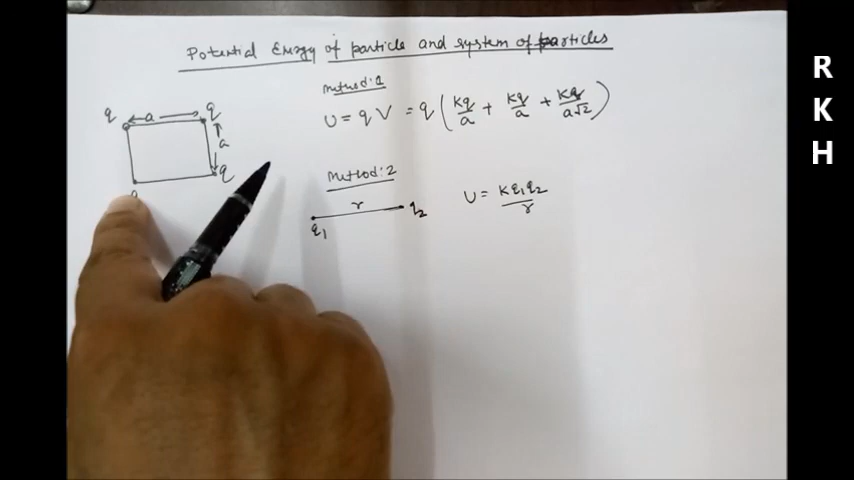 Potential Energy of particle and system of particles
Method:1
U = qV = q (Kq/a + Kq/a + Kq/a√2)
q a q
a
q
Method:2
r
q1 q2
U = Kq1q2/r
R
K
H